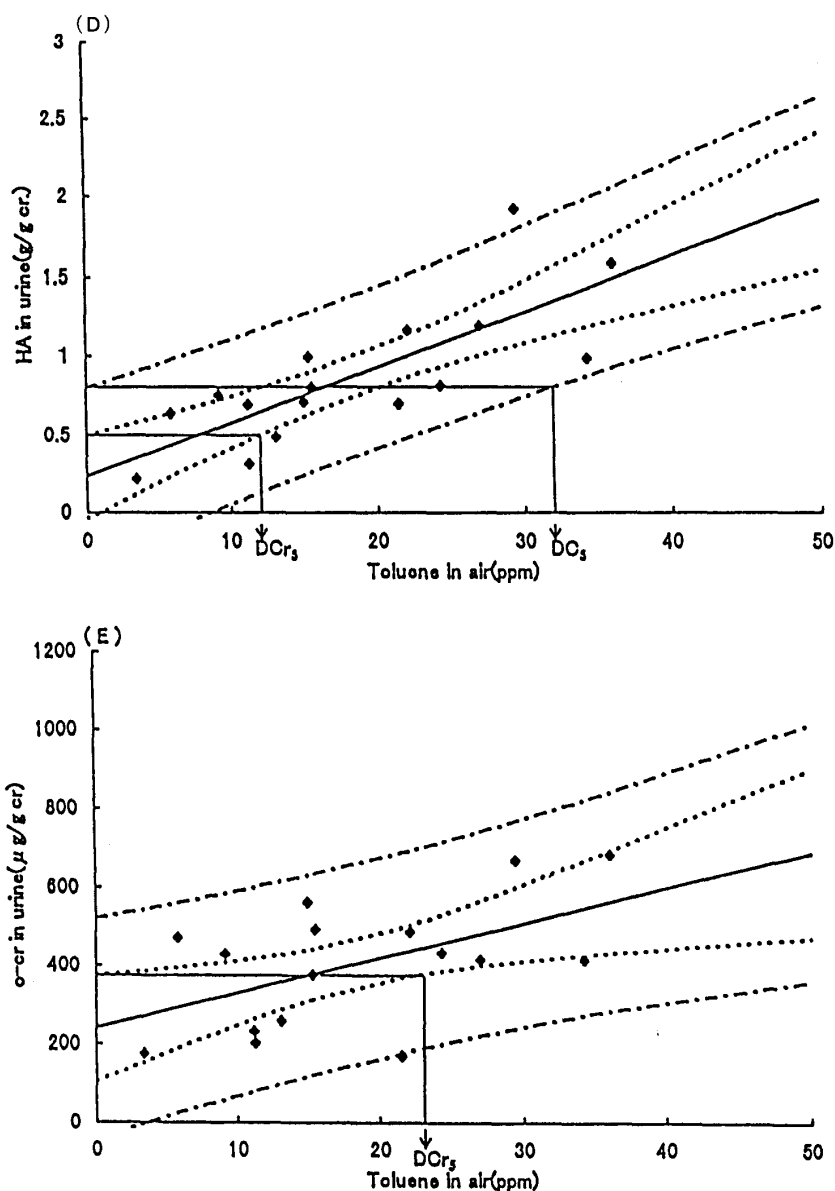 (D)
3
2.5
2
1.5
1
0.5
0
HA in urine(g/g cr.)
0 10 20 30 40 50
DCr₅ DC₅
Toluene in air(ppm)
(E)
1200
1000
800
600
400
200
0
o-cr in urine(μg/g cr)
0 10 20 30 40 50
DCr₅
Toluene in air(ppm)